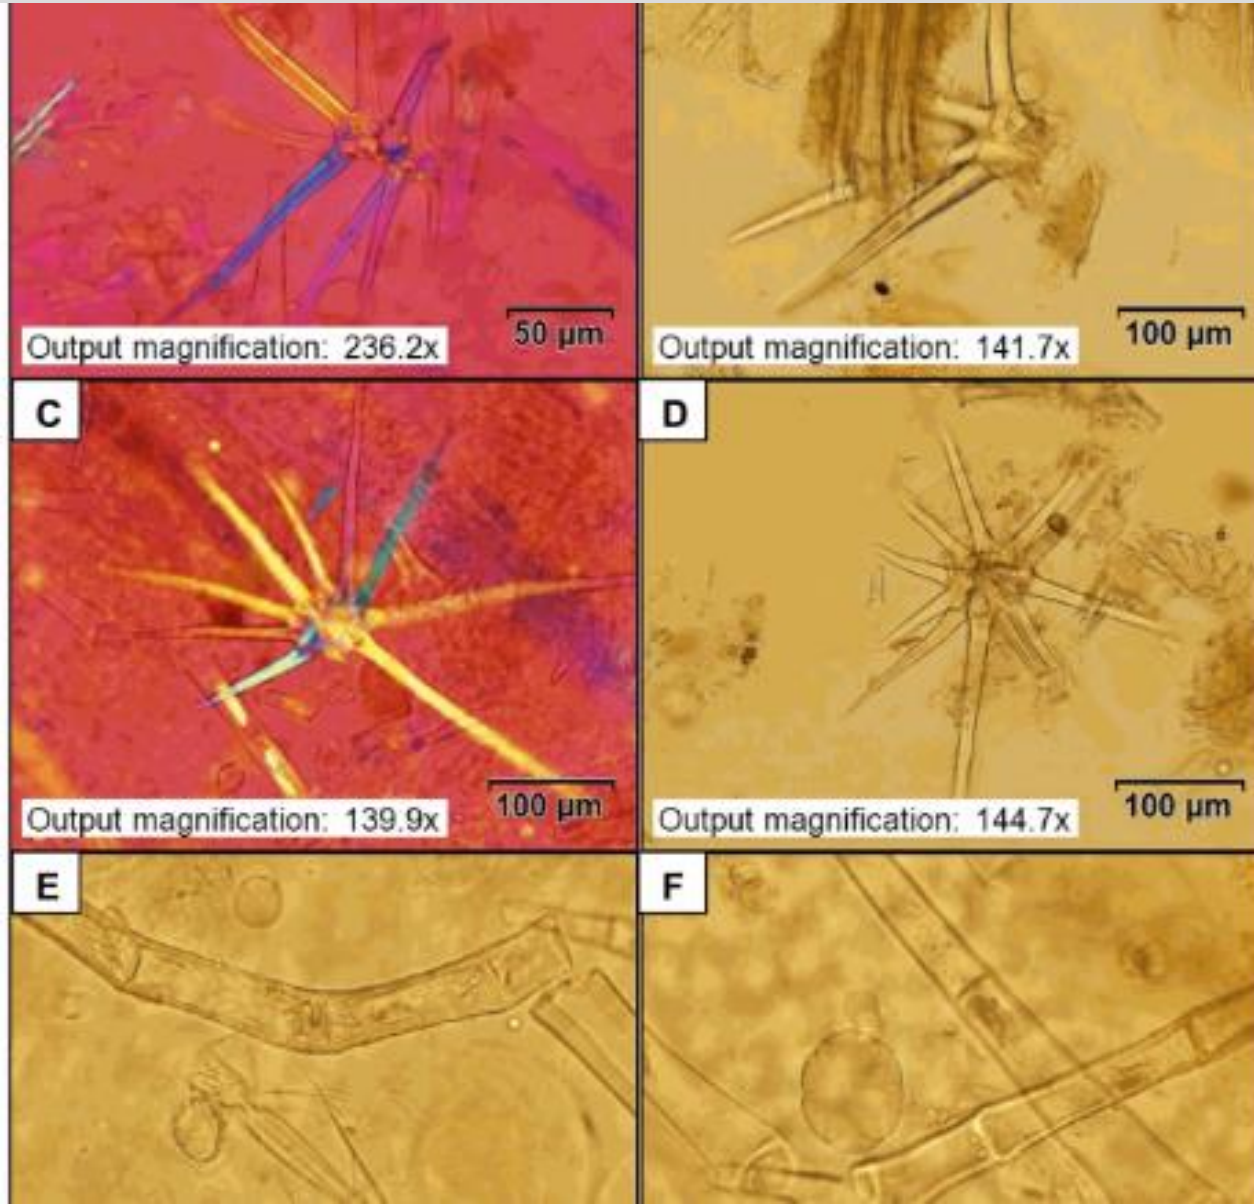 50 µm
Output magnification: 236.2x
100 µm
Output magnification: 141.7x
C
100 µm
Output magnification: 139.9x
D
100 µm
Output magnification: 144.7x
E
F